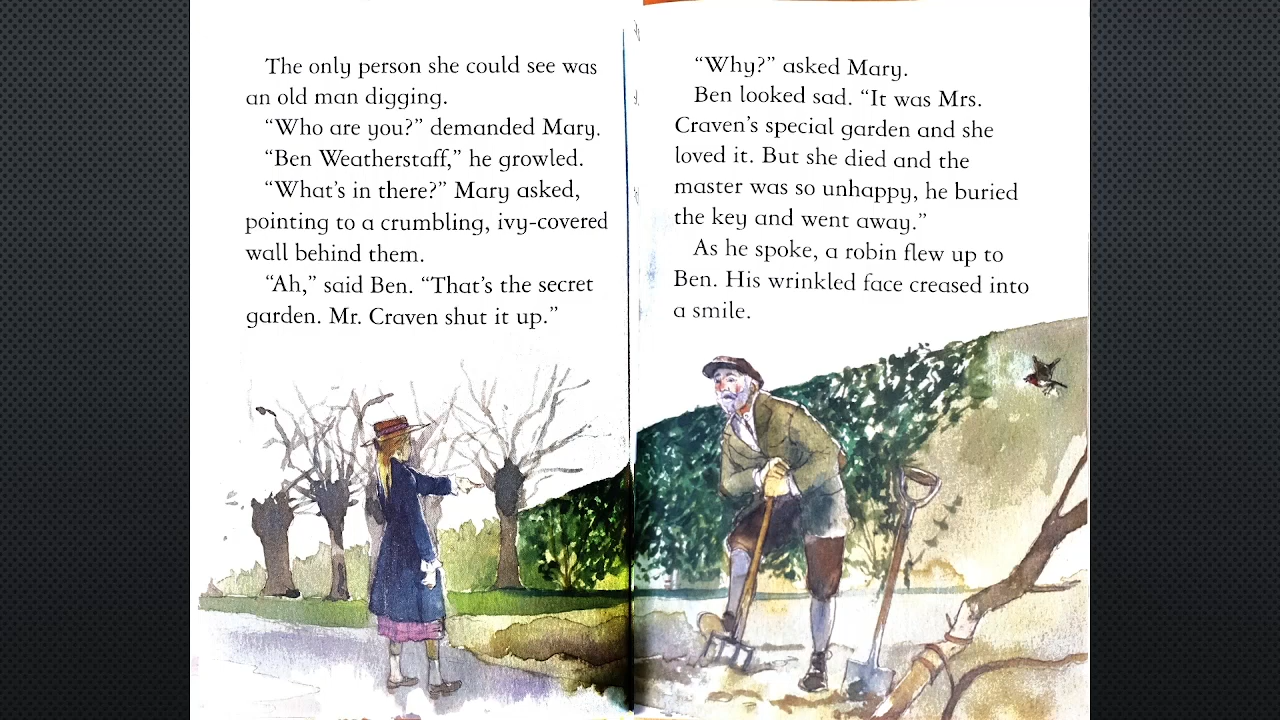 The only person she could see was
an old man digging.
“Who are you?” demanded Mary.
“Ben Weatherstaff,” he growled.
“What’s in there?” Mary asked,
pointing to a crumbling, ivy-covered
wall behind them.
“Ah,” said Ben. “That’s the secret
garden. Mr. Craven shut it up.”
“Why?” asked Mary.
Ben looked sad. “It was Mrs.
Craven’s special garden and she
loved it. But she died and the
master was so unhappy, he buried
the key and went away.”
As he spoke, a robin flew up to
Ben. His wrinkled face creased into
a smile.